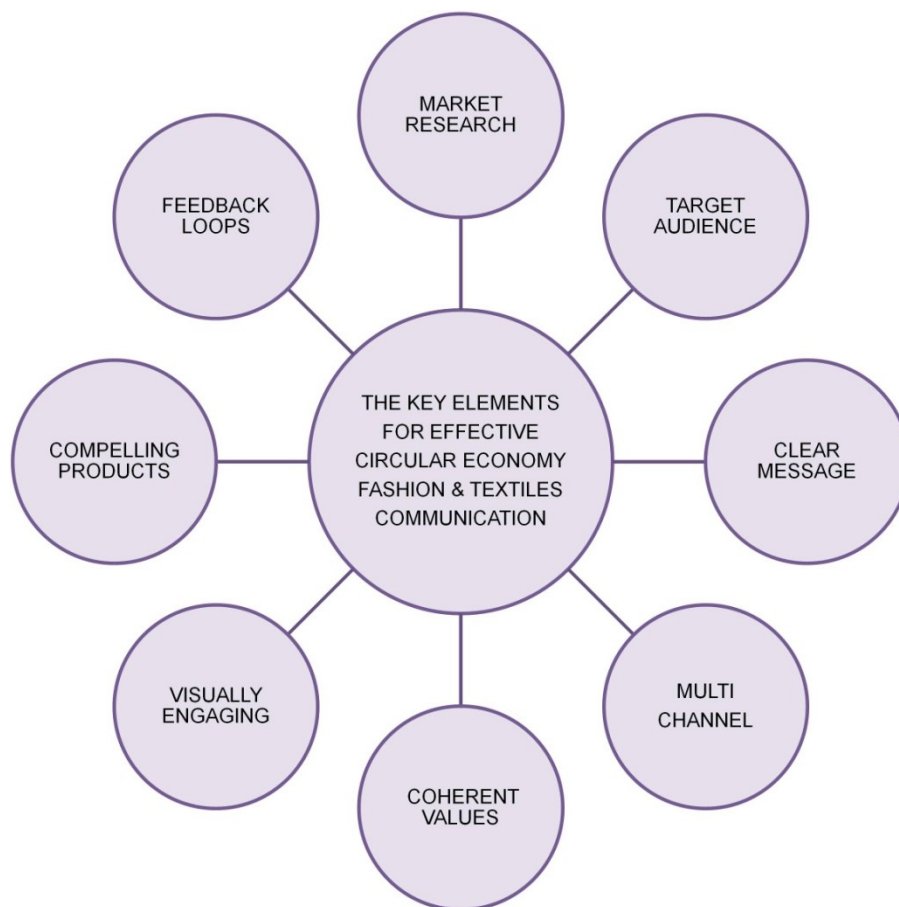 MARKET
RESEARCH
TARGET
AUDIENCE
CLEAR
MESSAGE
MULTI
CHANNEL
COHERENT
VALUES
VISUALLY
ENGAGING
COMPELLING
PRODUCTS
FEEDBACK
LOOPS
THE KEY ELEMENTS
FOR EFFECTIVE
CIRCULAR ECONOMY
FASHION & TEXTILES
COMMUNICATION